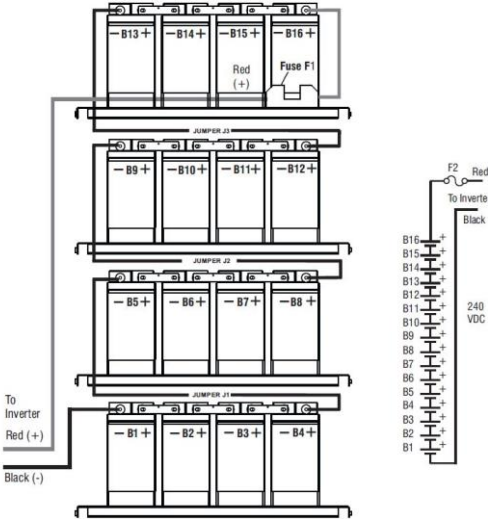 − B13 +
− B14 +
− B15 +
B16 +
Red
(+)
Fuse F1
JUMPER J3
− B9 +
− B10 +
− B11 +
− B12 +
JUMPER J2
− B5 +
− B6 +
− B7 +
− B8 +
JUMPER J1
− B1 +
− B2 +
− B3 +
− B4 +
To
Inverter
Red (+)
Black (-)
F2
Red
To Inverte
Black
B16 +
B15 +
B14 +
B13 +
B12 +
B11 +
B10 +
B9 +
B8 +
B7 +
B6 +
B5 +
B4 +
B3 +
B2 +
B1 +
240
VDC